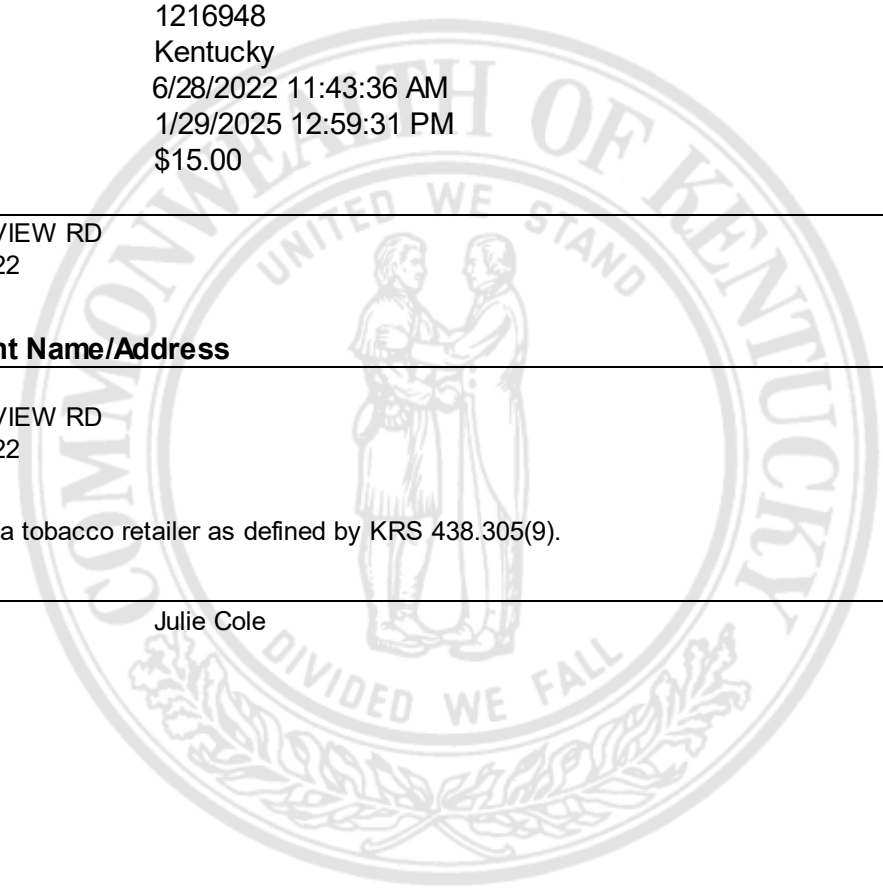 1216948
Kentucky
6/28/2022 11:43:36 AM
1/29/2025 12:59:31 PM
$15.00
VIEW RD
22
nt Name/Address
VIEW RD
22
a tobacco retailer as defined by KRS 438.305(9).
Julie Cole
COMMONWEALTH OF KENTUCKY
UNITED WE STAND
DIVIDED WE FALL